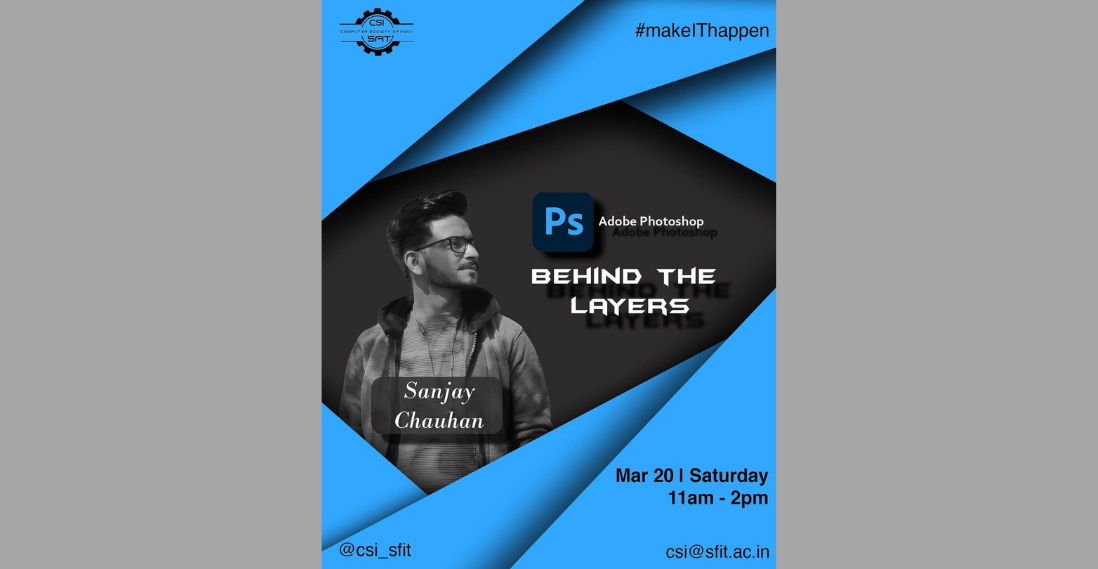 CSI
COMPUTER SOCIETY OF INDIA
SFIT
#makeIThappen
Ps
Adobe Photoshop
BEHIND THE
LAYERS
Sanjay
Chauhan
Mar 20 | Saturday
11am - 2pm
@csi_sfit
csi@sfit.ac.in